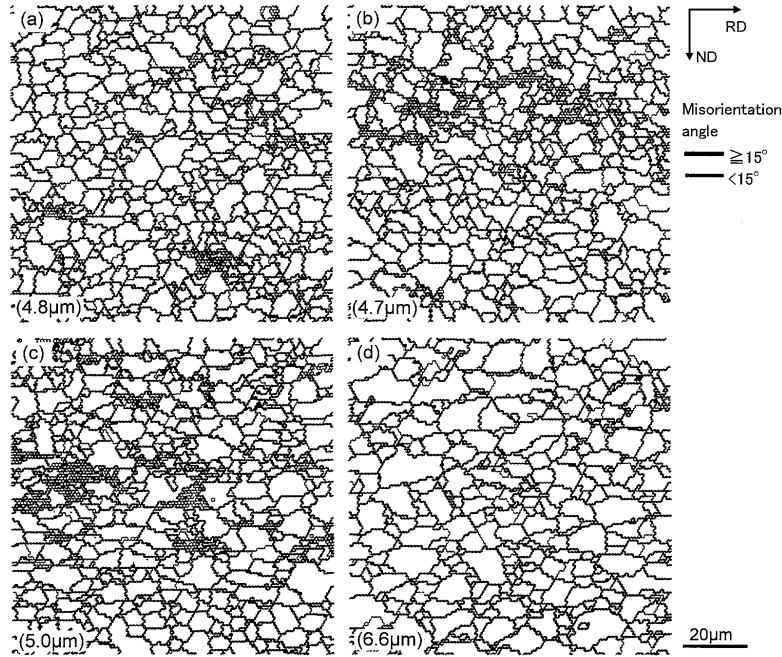 (a)
(b)
RD
ND
Misorientation
angle
≧15°
<15°
(4.8μm)
(4.7μm)
(c)
(d)
(5.0μm)
(6.6μm)
20μm